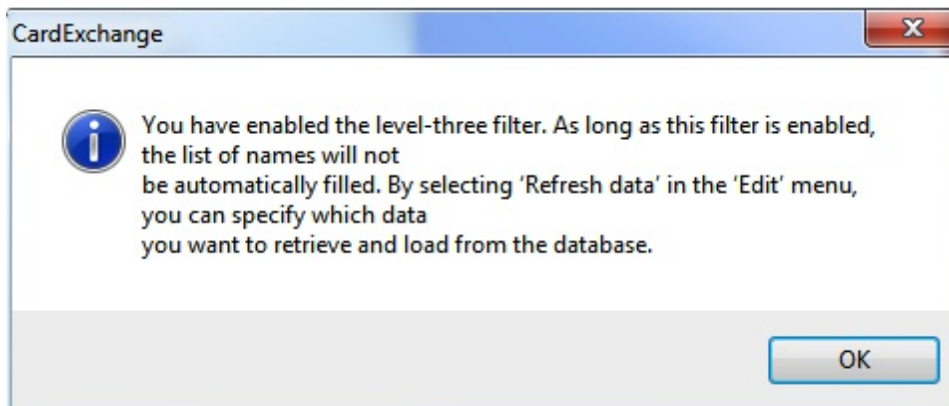 CardExchange
You have enabled the level-three filter. As long as this filter is enabled,
the list of names will not
be automatically filled. By selecting ‘Refresh data’ in the ‘Edit’ menu,
you can specify which data
you want to retrieve and load from the database.
OK